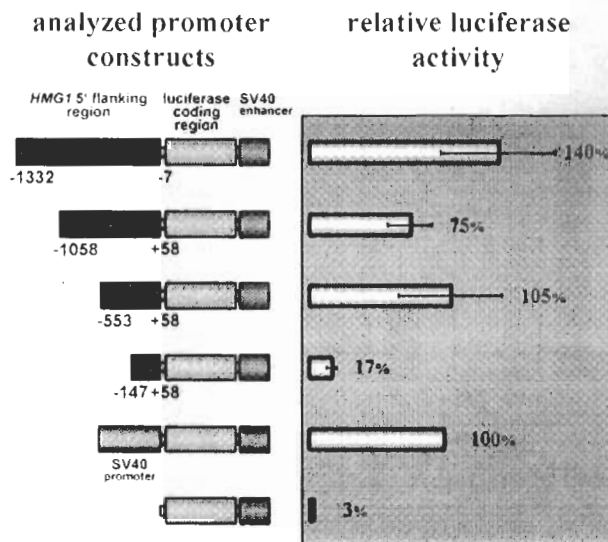 analyzed promoter constructs
relative luciferase activity
HMG1 5' flanking region
luciferase coding region
SV40 enhancer
-1332
-7
140%
-1058
+58
75%
-553
+58
105%
-147
+58
17%
SV40 promoter
100%
3%